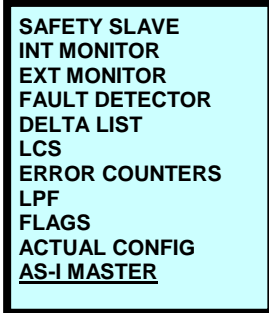 SAFETY SLAVE
INT MONITOR
EXT MONITOR
FAULT DETECTOR
DELTA LIST
LCS
ERROR COUNTERS
LPF
FLAGS
ACTUAL CONFIG
AS-I MASTER